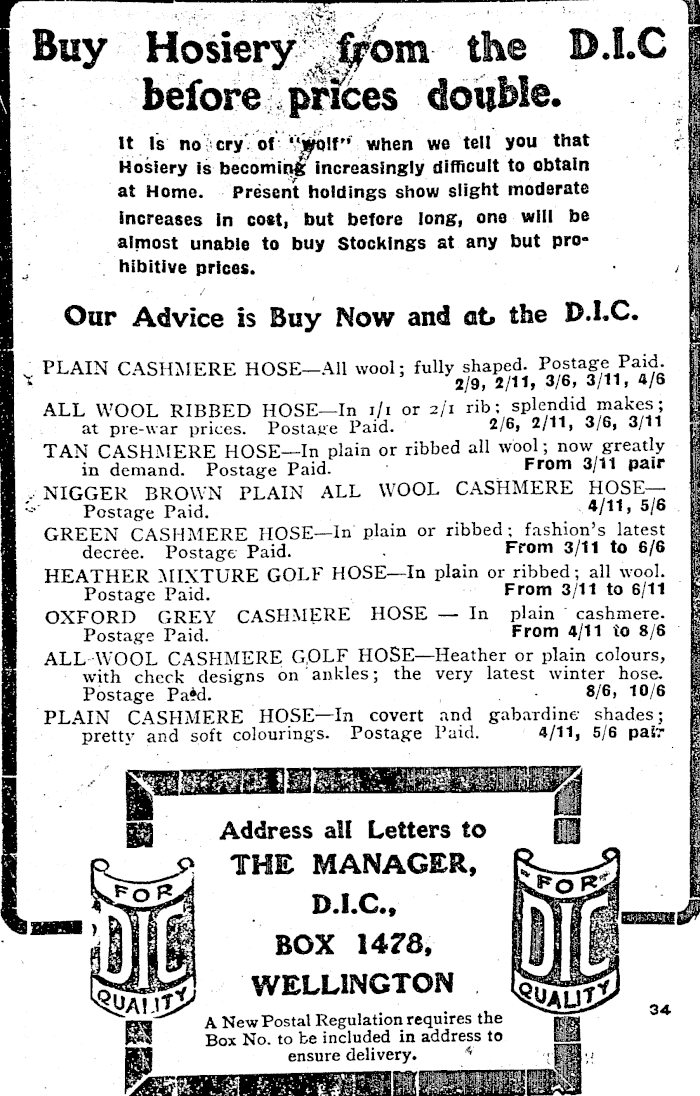 Buy Hosiery from the D.I.C
before prices double.
It is no cry of "wolf" when we tell you that
Hosiery is becoming increasingly difficult to obtain
at Home. Present holdings show slight moderate
increases in cost, but before long, one will be
almost unable to buy Stockings at any but pro-
hibitive prices.
Our Advice is Buy Now and at the D.I.C.
PLAIN CASHMERE HOSE—All wool; fully shaped. Postage Paid.
2/9, 2/11, 3/6, 3/11, 4/6
ALL WOOL RIBBED HOSE—In 1/1 or 2/1 rib; splendid makes;
at pre-war prices. Postage Paid. 2/6, 2/11, 3/6, 3/11
TAN CASHMERE HOSE—In plain or ribbed all wool; now greatly
in demand. Postage Paid. From 3/11 pair
NIGGER BROWN PLAIN ALL WOOL CASHMERE HOSE—
Postage Paid. 4/11, 5/6
GREEN CASHMERE HOSE—In plain or ribbed; fashion's latest
decree. Postage Paid. From 3/11 to 6/6
HEATHER MIXTURE GOLF HOSE—In plain or ribbed; all wool.
Postage Paid. From 3/11 to 6/11
OXFORD GREY CASHMERE HOSE — In plain cashmere.
Postage Paid. From 4/11 to 8/6
ALL-WOOL CASHMERE GOLF HOSE—Heather or plain colours,
with check designs on ankles; the very latest winter hose.
Postage Paid. 8/6, 10/6
PLAIN CASHMERE HOSE—In covert and gabardine shades;
pretty and soft colourings. Postage Paid. 4/11, 5/6 pair
Address all Letters to
THE MANAGER,
D.I.C.,
BOX 1478,
WELLINGTON
A New Postal Regulation requires the
Box No. to be included in address to
ensure delivery.
FOR
DIC
QUALITY
"FOR"
DIC
QUALITY
34